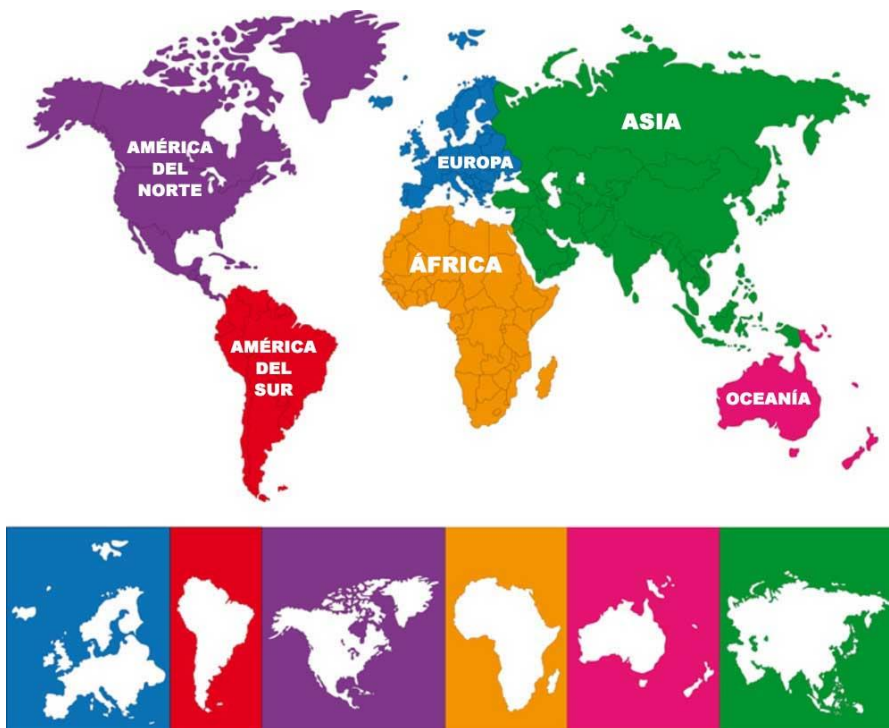 AMÉRICA
DEL
NORTE
EUROPA
ASIA
ÁFRICA
AMÉRICA
DEL
SUR
OCEANÍA